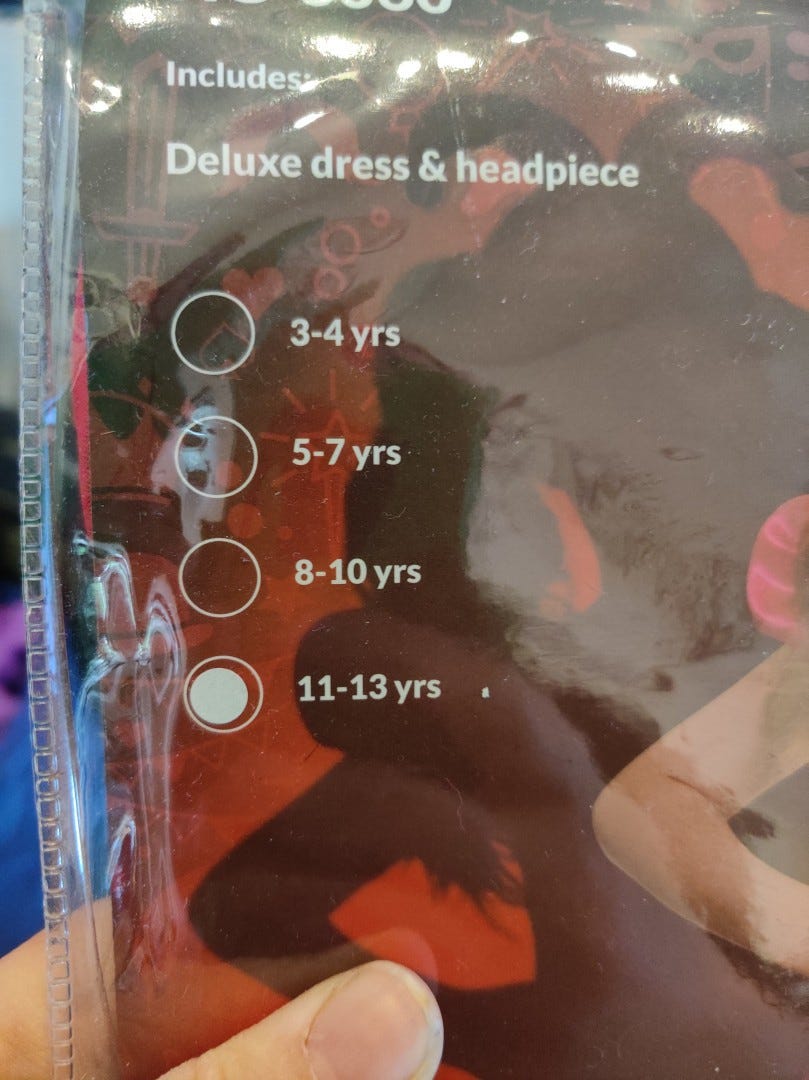 Includes:
Deluxe dress & headpiece
3-4 yrs
5-7 yrs
8-10 yrs
11-13 yrs